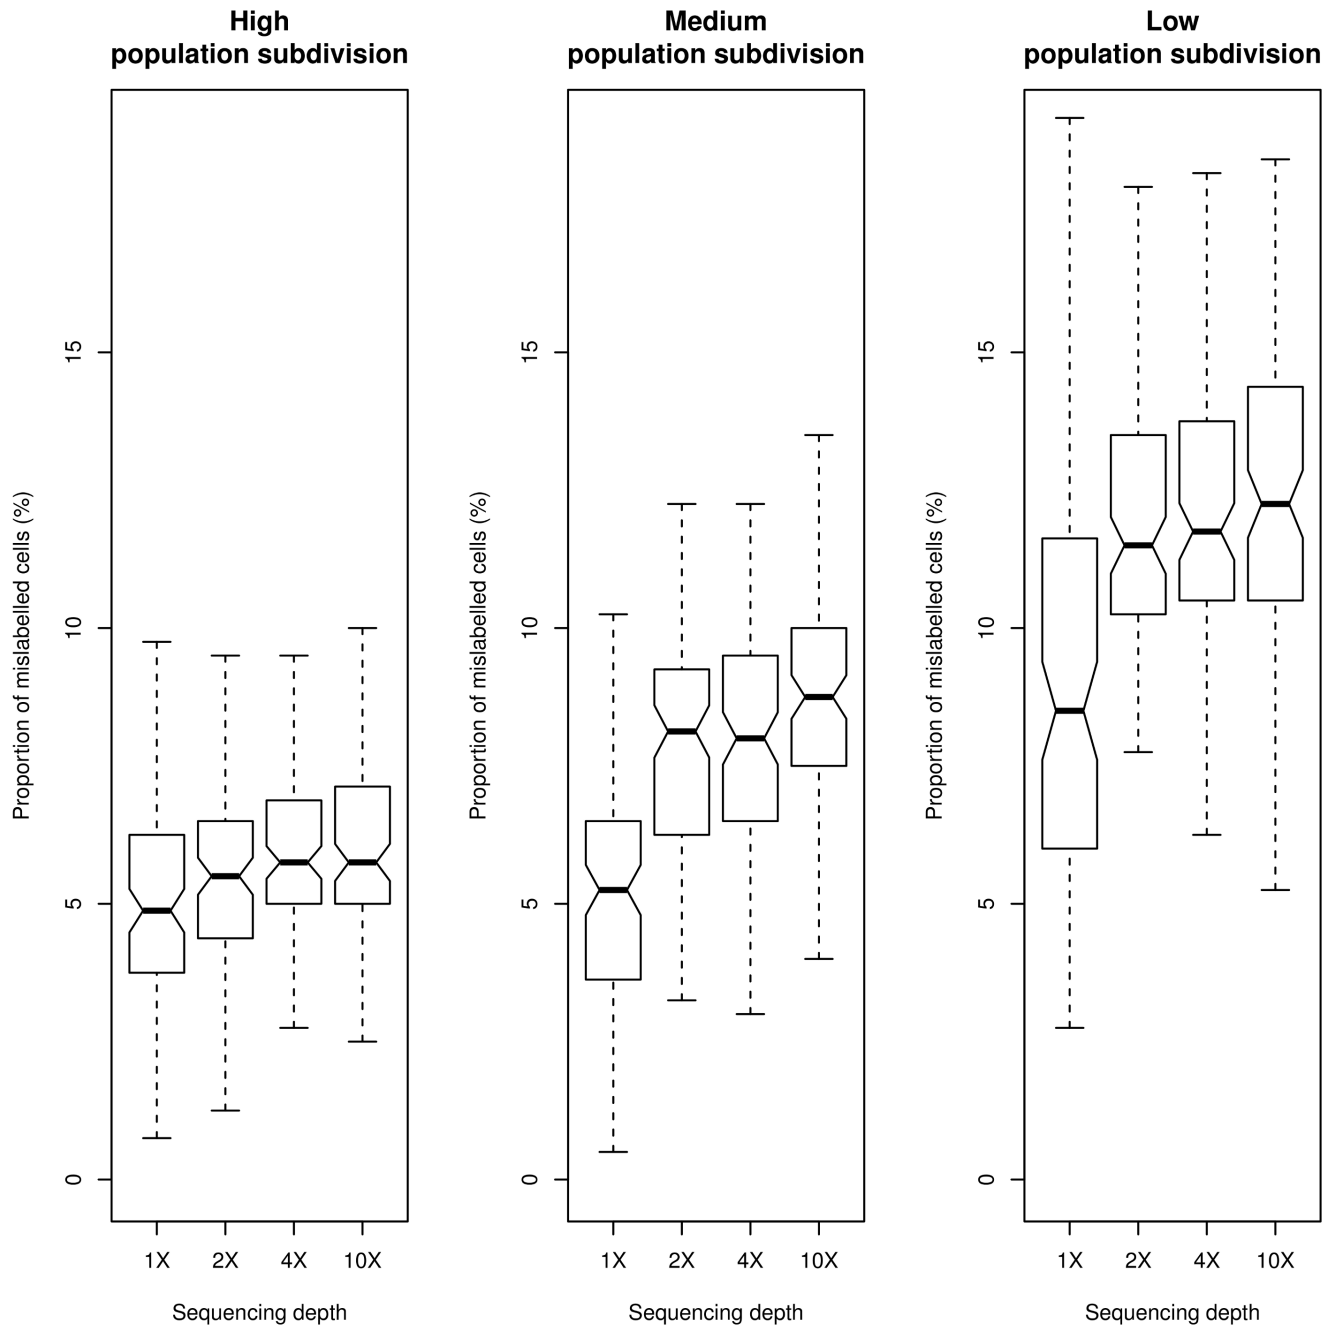 High
population subdivision
Proportion of mislabelled cells (%)
15
10
5
0
1X 2X 4X 10X
Sequencing depth
Medium
population subdivision
Proportion of mislabelled cells (%)
15
10
5
0
1X 2X 4X 10X
Sequencing depth
Low
population subdivision
Proportion of mislabelled cells (%)
15
10
5
0
1X 2X 4X 10X
Sequencing depth